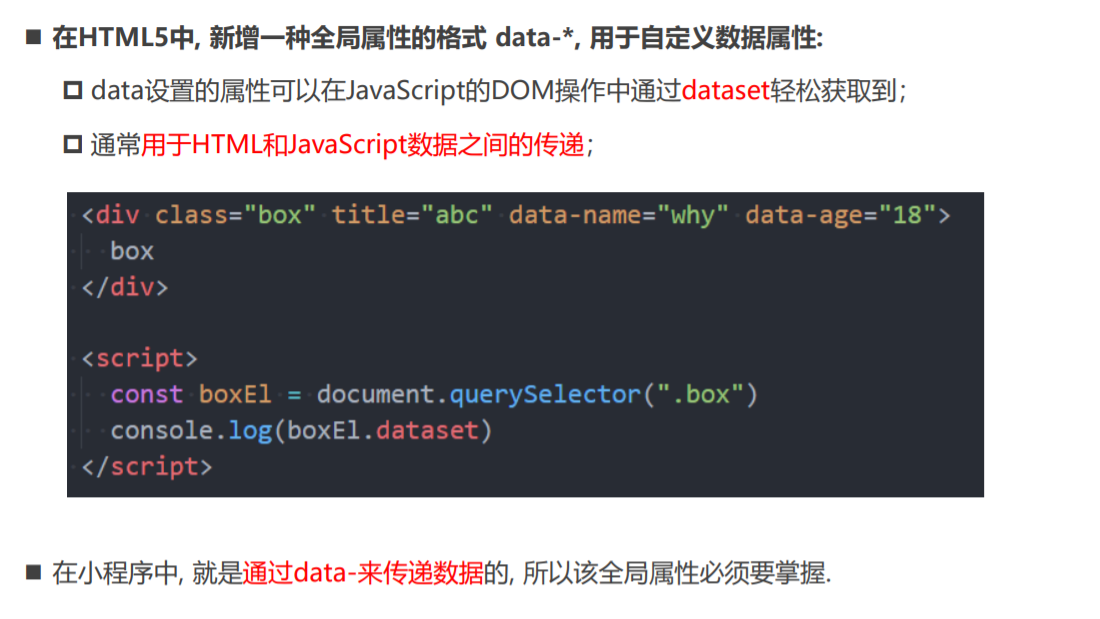 ■ 在HTML5中, 新增一种全局属性的格式 data-*, 用于自定义数据属性:
□ data设置的属性可以在JavaScript的DOM操作中通过dataset轻松获取到；
□ 通常用于HTML和JavaScript数据之间的传递；
<div class="box" title="abc" data-name="why" data-age="18">
box
</div>
<script>
const boxEl = document.querySelector(".box")
console.log(boxEl.dataset)
</script>
■ 在小程序中, 就是通过data-来传递数据的, 所以该全局属性必须要掌握.